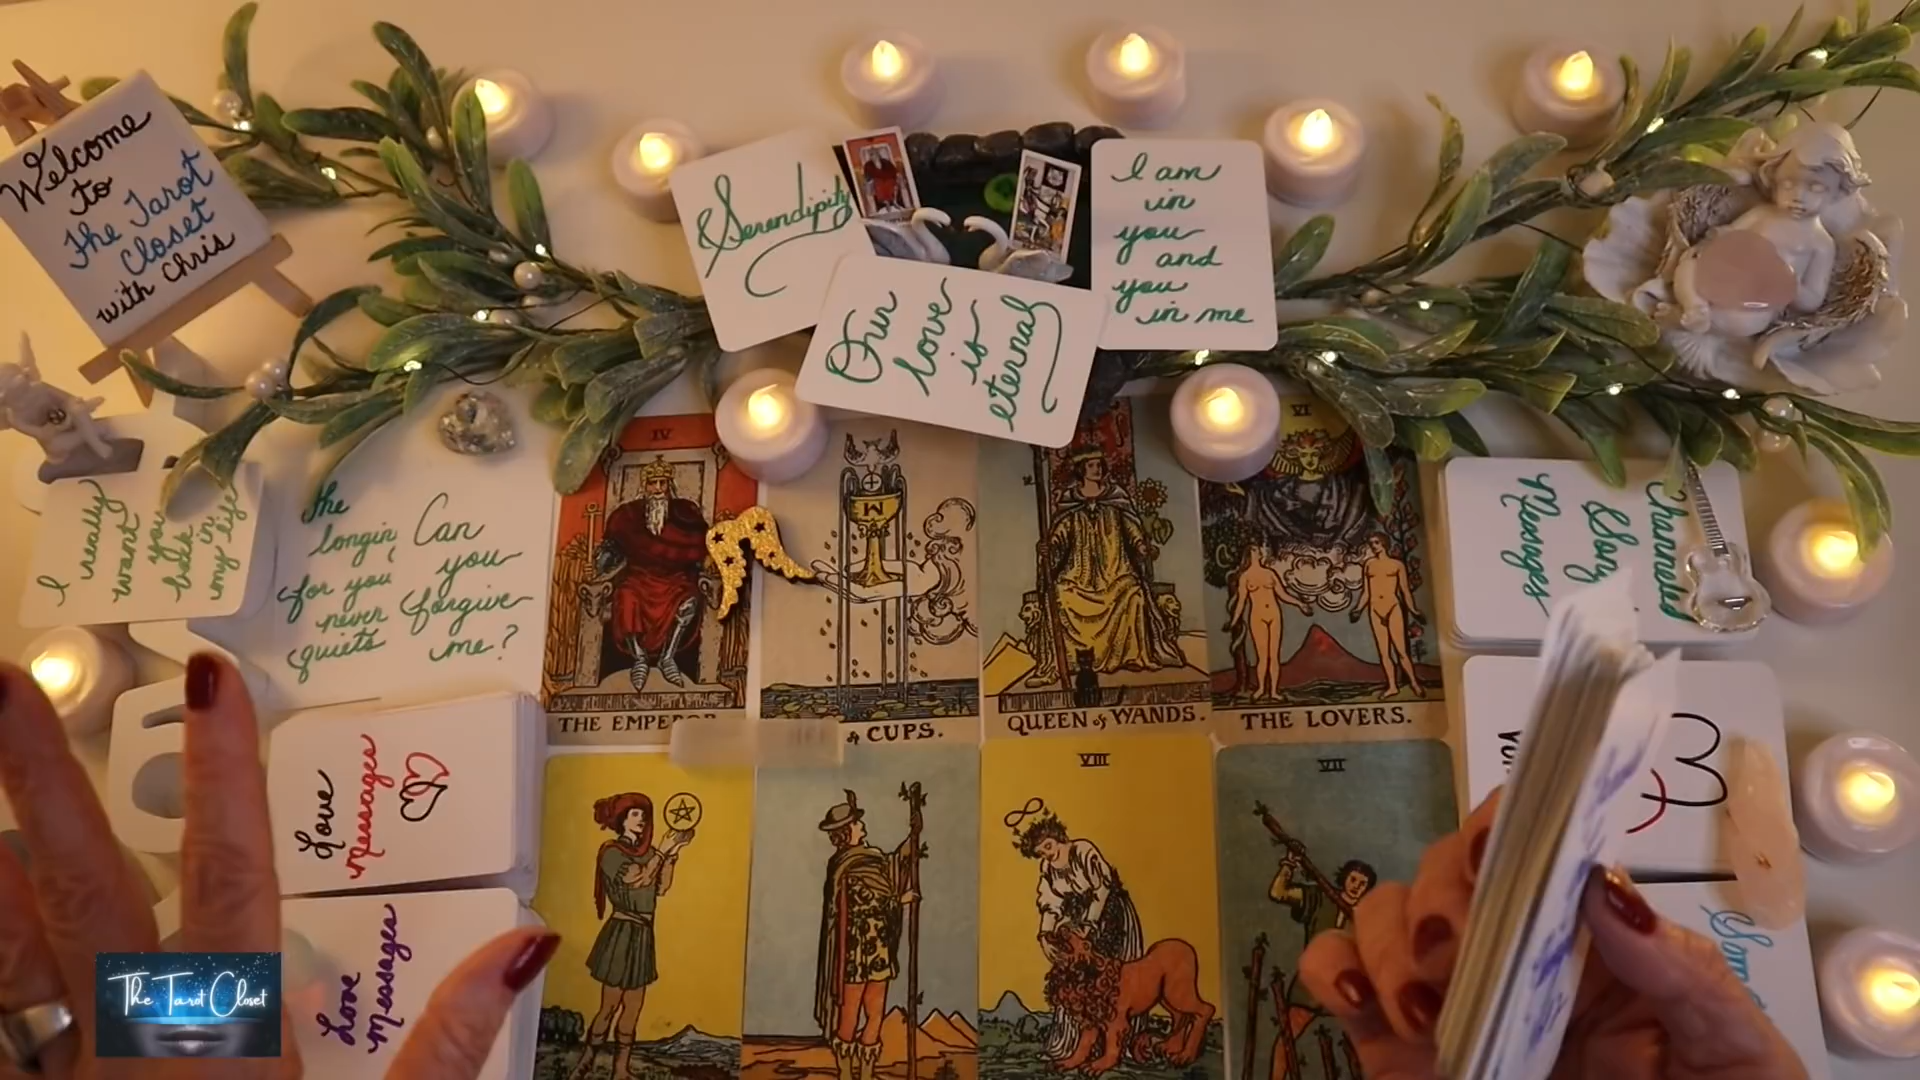 Welcome
to
the Tarot
Closet
with Chris
Serendipity
I am
in
you
and
you
in me
Our
love
is
eternal
I really
want
you
back
in
my life
the
longin
for you
never
quiets
Can
you
forgive
me?
IV
VI
Channeled
Song
Messages
THE EMPEROR
of CUPS.
QUEEN of WANDS.
THE LOVERS.
Love
Messages
VIII
VII
Love
Messages
The Tarot Closet